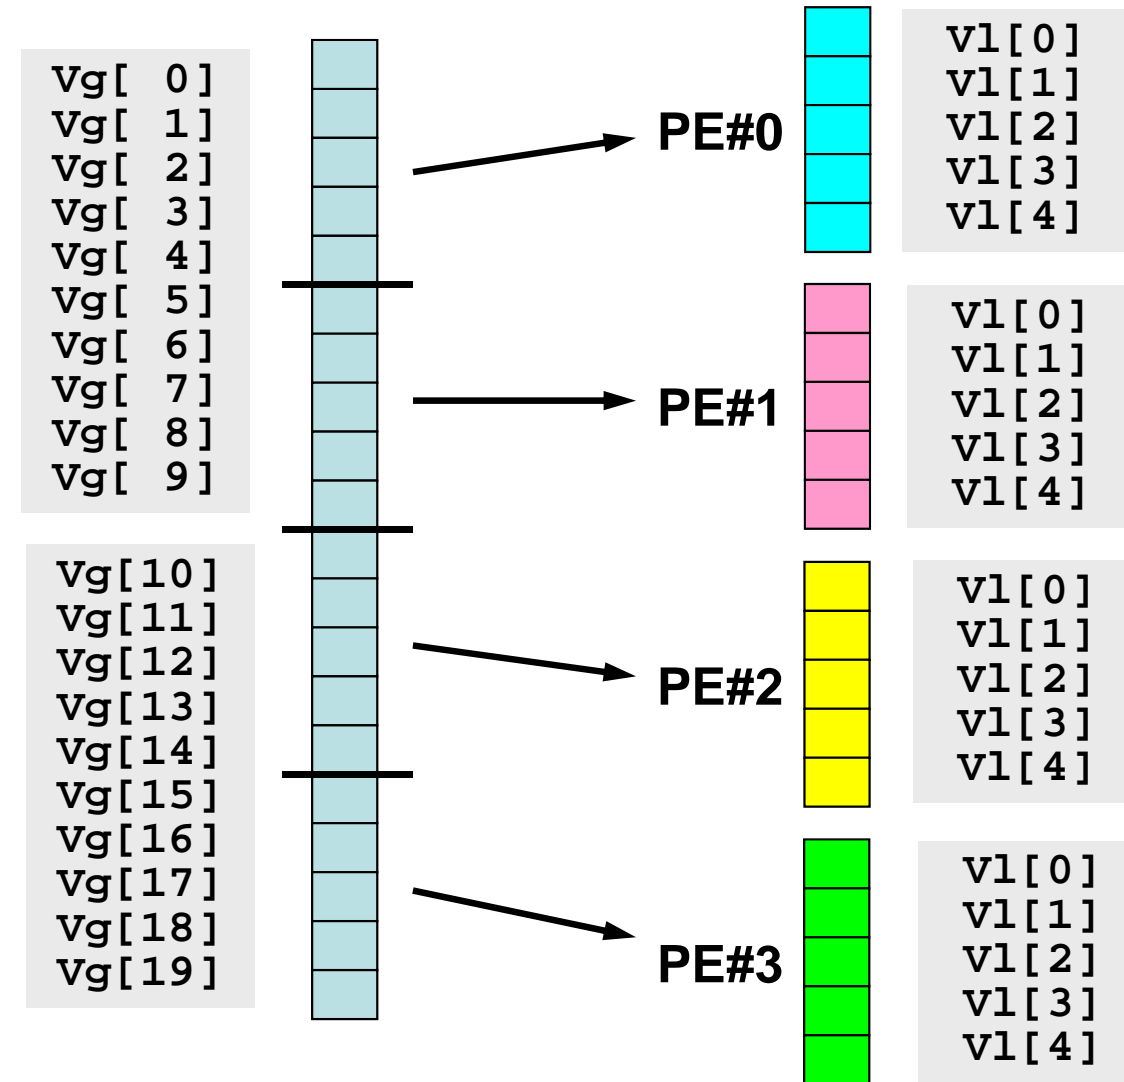 Vg[ 0]
Vg[ 1]
Vg[ 2]
Vg[ 3]
Vg[ 4]
Vg[ 5]
Vg[ 6]
Vg[ 7]
Vg[ 8]
Vg[ 9]
Vg[10]
Vg[11]
Vg[12]
Vg[13]
Vg[14]
Vg[15]
Vg[16]
Vg[17]
Vg[18]
Vg[19]
PE#0
Vl[0]
Vl[1]
Vl[2]
Vl[3]
Vl[4]
PE#1
Vl[0]
Vl[1]
Vl[2]
Vl[3]
Vl[4]
PE#2
Vl[0]
Vl[1]
Vl[2]
Vl[3]
Vl[4]
PE#3
Vl[0]
Vl[1]
Vl[2]
Vl[3]
Vl[4]